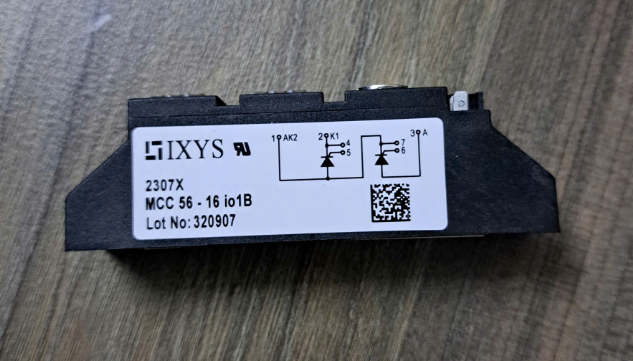 IXYS
1 AK2 2 K1 4 5 7 6 3 A
2307X
MCC 56 - 16 io1B
Lot No: 320907